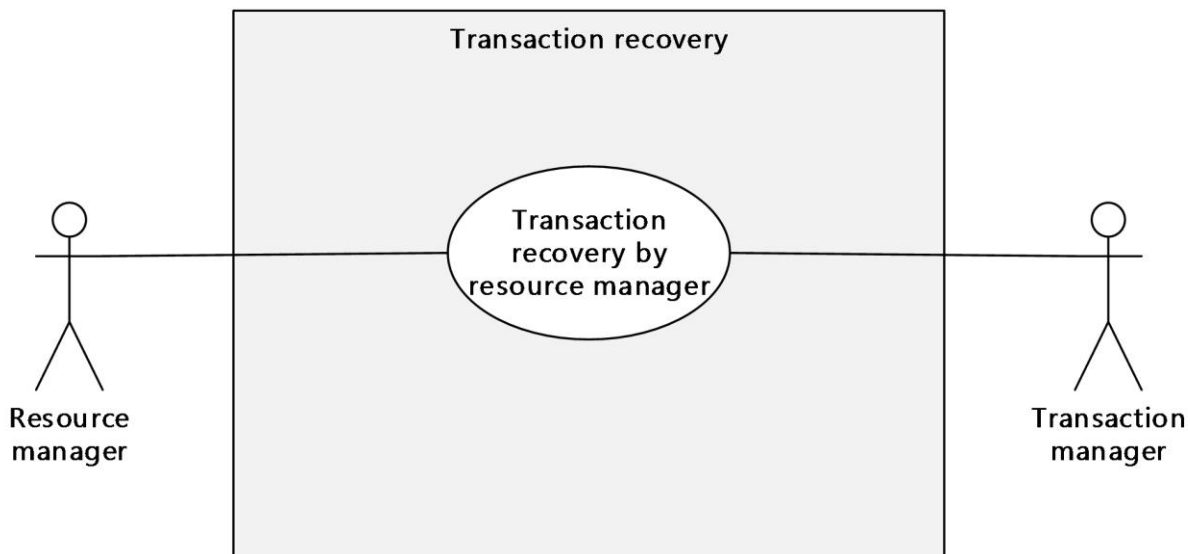 Transaction recovery
Transaction
recovery by
resource manager
Resource
manager
Transaction
manager